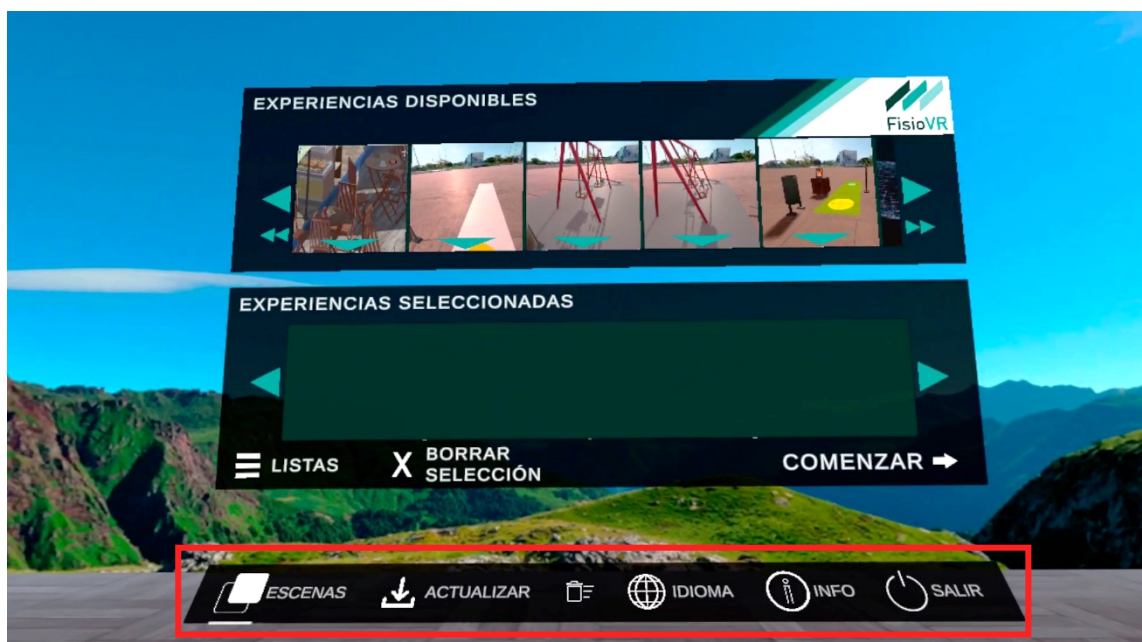 EXPERIENCIAS DISPONIBLES
FisioVR
EXPERIENCIAS SELECCIONADAS
LISTAS
X BORRAR
SELECCIÓN
COMENZAR
ESCENAS
ACTUALIZAR
IDIOMA
INFO
SALIR